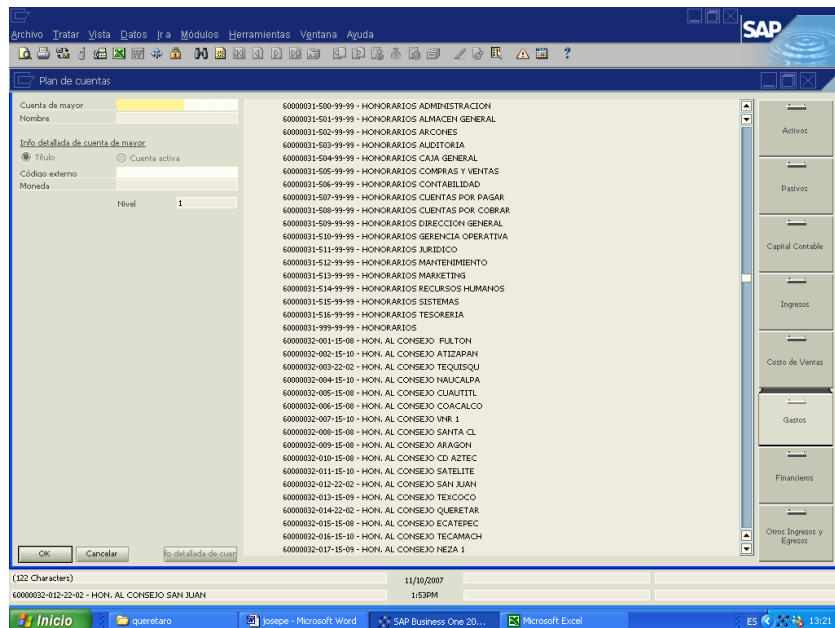 SAP
Archivo Tratar Vista Datos Ir a Módulos Herramientas Ventana Ayuda
Plan de cuentas
Cuenta de mayor
Nombre
Info detallada de cuenta de mayor
Título Cuenta activa
Código externo
Moneda
Nivel 1
60000031-500-99-99 - HONORARIOS ADMINISTRACION
60000031-501-99-99 - HONORARIOS ALMACEN GENERAL
60000031-502-99-99 - HONORARIOS ARCONES
60000031-503-99-99 - HONORARIOS AUDITORIA
60000031-504-99-99 - HONORARIOS CAJA GENERAL
60000031-505-99-99 - HONORARIOS COMPRAS Y VENTAS
60000031-506-99-99 - HONORARIOS CONTABILIDAD
60000031-507-99-99 - HONORARIOS CUENTAS POR PAGAR
60000031-508-99-99 - HONORARIOS CUENTAS POR COBRAR
60000031-509-99-99 - HONORARIOS DIRECCION GENERAL
60000031-510-99-99 - HONORARIOS GERENCIA OPERATIVA
60000031-511-99-99 - HONORARIOS JURIDICO
60000031-512-99-99 - HONORARIOS MANTENIMIENTO
60000031-513-99-99 - HONORARIOS MARKETING
60000031-514-99-99 - HONORARIOS RECURSOS HUMANOS
60000031-515-99-99 - HONORARIOS SISTEMAS
60000031-516-99-99 - HONORARIOS TESORERIA
60000031-999-99-99 - HONORARIOS
60000032-001-15-08 - HON. AL CONSEJO FULTON
60000032-002-15-10 - HON. AL CONSEJO ATIZAPAN
60000032-003-22-02 - HON. AL CONSEJO TEQUISQU
60000032-004-15-10 - HON. AL CONSEJO NAUCALPA
60000032-005-15-08 - HON. AL CONSEJO CUAUTITL
60000032-006-15-08 - HON. AL CONSEJO COACALCO
60000032-007-15-10 - HON. AL CONSEJO VNR 1
60000032-008-15-08 - HON. AL CONSEJO SANTA CL
60000032-009-15-08 - HON. AL CONSEJO ARAGON
60000032-010-15-08 - HON. AL CONSEJO CD AZTEC
60000032-011-15-10 - HON. AL CONSEJO SATELITE
60000032-012-22-02 - HON. AL CONSEJO SAN JUAN
60000032-013-15-09 - HON. AL CONSEJO TEXCOCO
60000032-014-22-02 - HON. AL CONSEJO QUERETAR
60000032-015-15-08 - HON. AL CONSEJO ECATEPEC
60000032-016-15-10 - HON. AL CONSEJO TECAMACH
60000032-017-15-09 - HON. AL CONSEJO NEZA 1
Activos
Pasivos
Capital Contable
Ingresos
Costo de Ventas
Gastos
Financieros
Otros Ingresos y
Egresos
OK Cancelar fo detallada de cuen
(122 Characters) 11/10/2007
60000032-012-22-02 - HON. AL CONSEJO SAN JUAN 1:53PM
Inicio queretaro josepe - Microsoft Word SAP Business One 20... Microsoft Excel ES 13:21